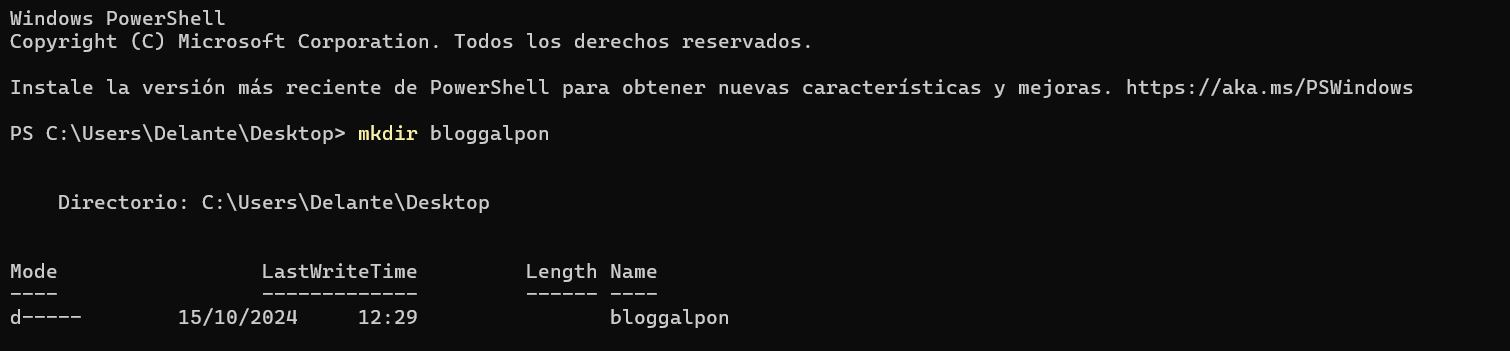 Windows PowerShell
Copyright (C) Microsoft Corporation. Todos los derechos reservados.
Instale la versión más reciente de PowerShell para obtener nuevas características y mejoras. https://aka.ms/PSWindows
PS C:\Users\Delante\Desktop> mkdir bloggalpon
Directorio: C:\Users\Delante\Desktop
Mode                 LastWriteTime         Length Name
----                 -------------         ------ ----
d-----        15/10/2024     12:29                bloggalpon